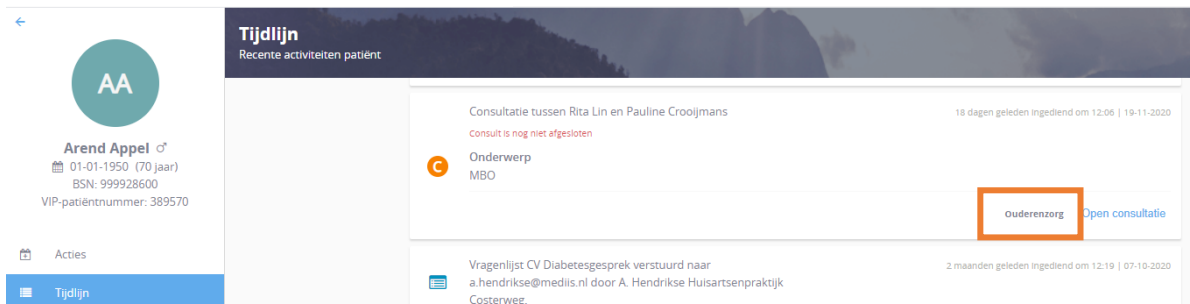 AA
Arend Appel
01-01-1950 (70 jaar)
BSN: 999928600
VIP-patiëntnummer: 389570
Acties
Tijdlijn
Tijdlijn
Recente activiteiten patiënt
Consultatie tussen Rita Lin en Pauline Crooijmans
18 dagen geleden ingediend om 12:06 | 19-11-2020
Consult is nog niet afgesloten
C
Onderwerp
MBO
Ouderenzorg
Open consultatie
Vragenlijst CV Diabetesgesprek verstuurd naar
2 maanden geleden ingediend om 12:19 | 07-10-2020
a.hendrikse@mediis.nl door A. Hendrikse Huisartsenpraktijk
Costerweg.